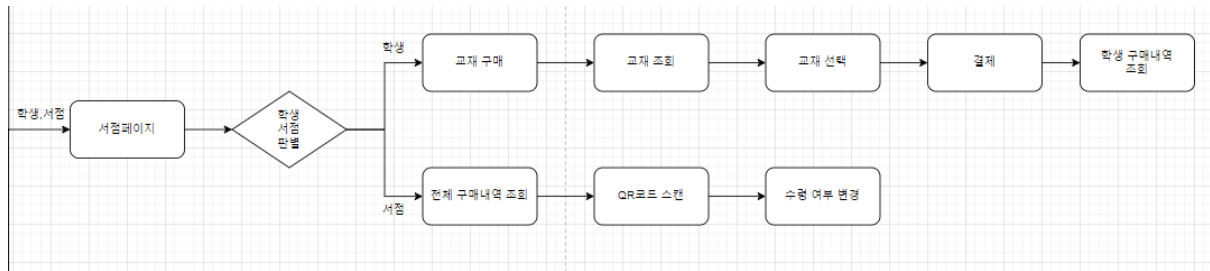 학생,서점
서점페이지
학생
서점
판별
학생
교재 구매
교재 조회
교재 선택
결제
학생 구매내역
조회
서점
전체 구매내역 조회
QR코드 스캔
수령 여부 변경